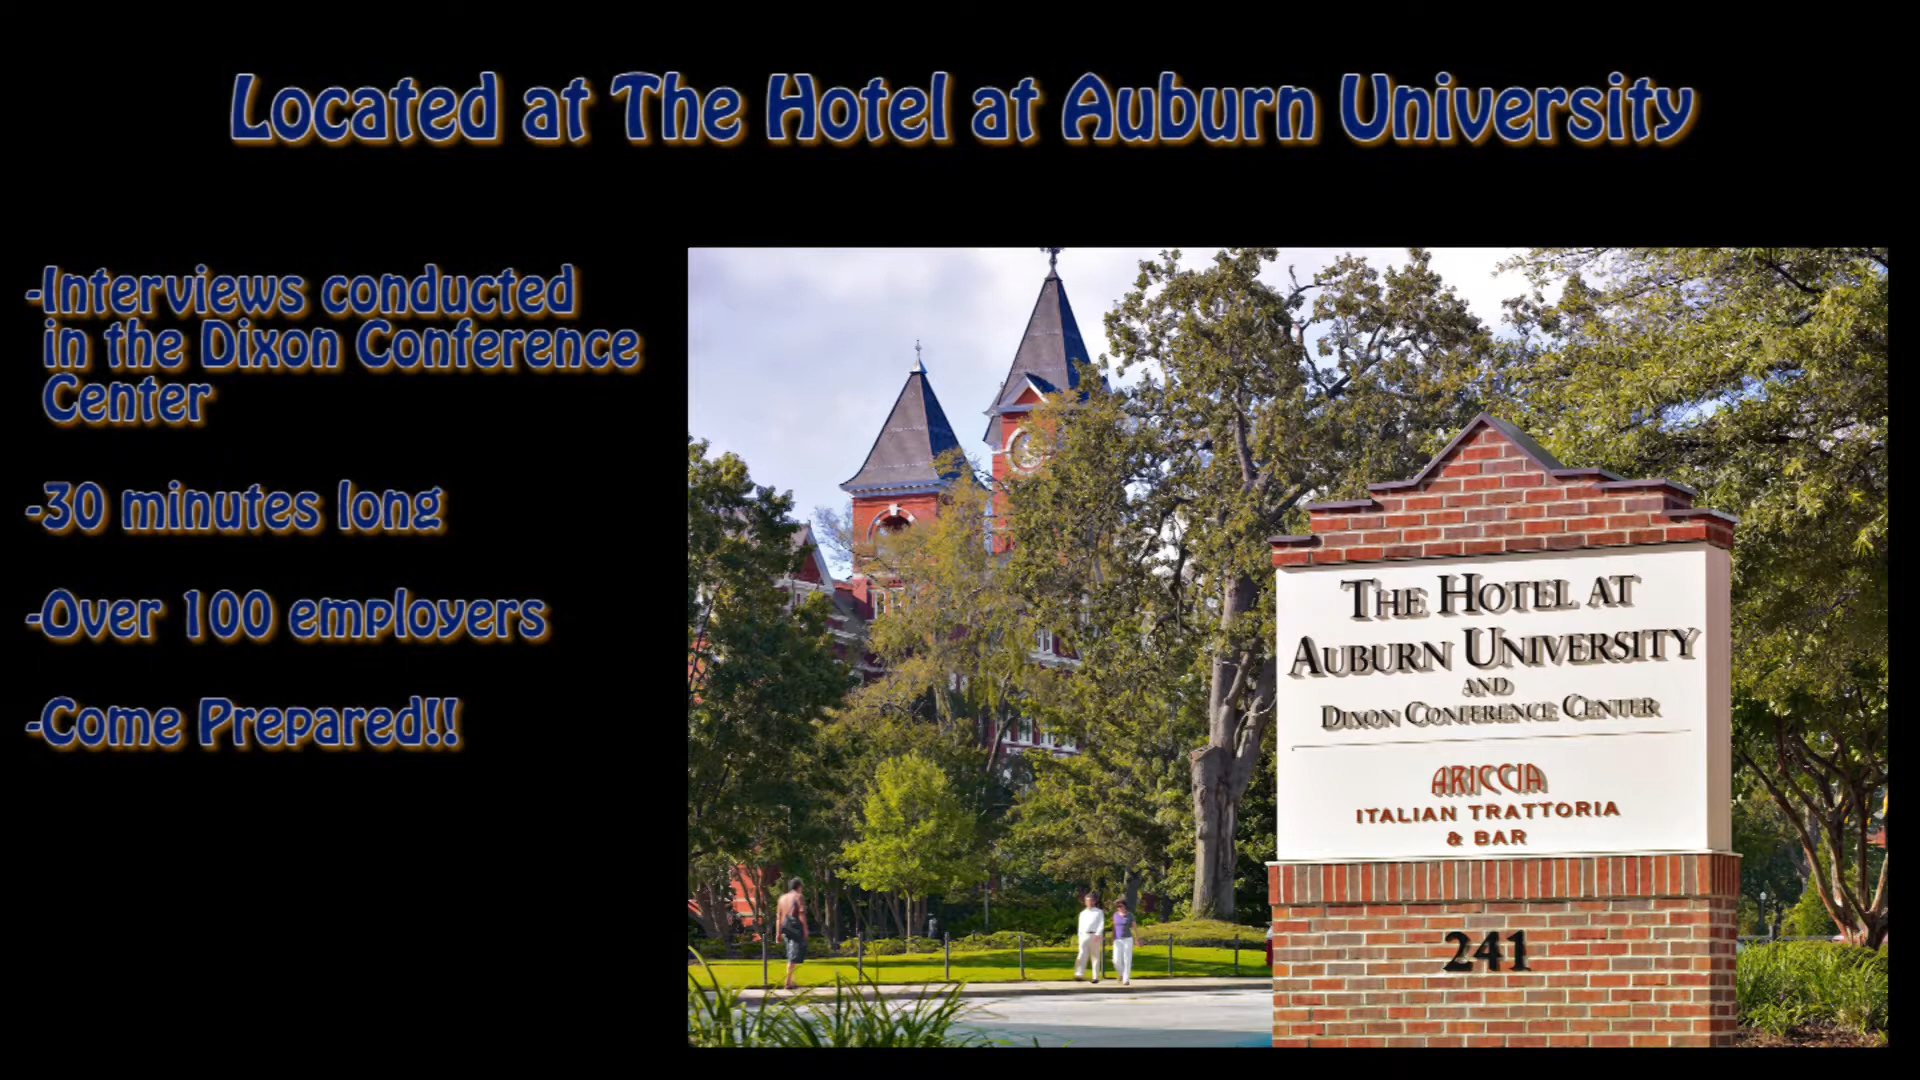 Located at The Hotel at Auburn University
-Interviews conducted
in the Dixon Conference
Center
-30 minutes long
-Over 100 employers
-Come Prepared!!
THE HOTEL AT
AUBURN UNIVERSITY
AND
DIXON CONFERENCE CENTER
ARICCIA
ITALIAN TRATTORIA
& BAR
241